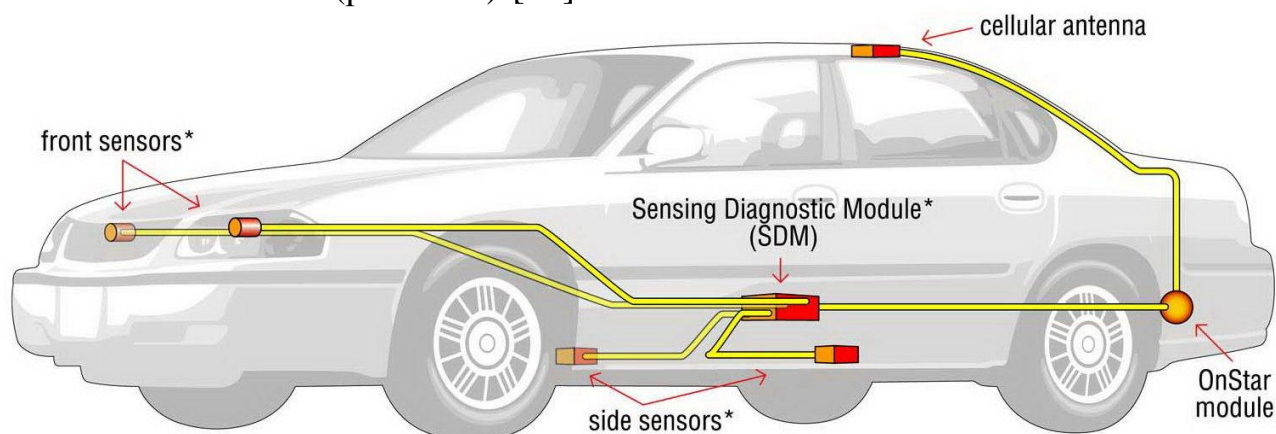 cellular antenna
front sensors*
Sensing Diagnostic Module*
(SDM)
OnStar
module
side sensors*